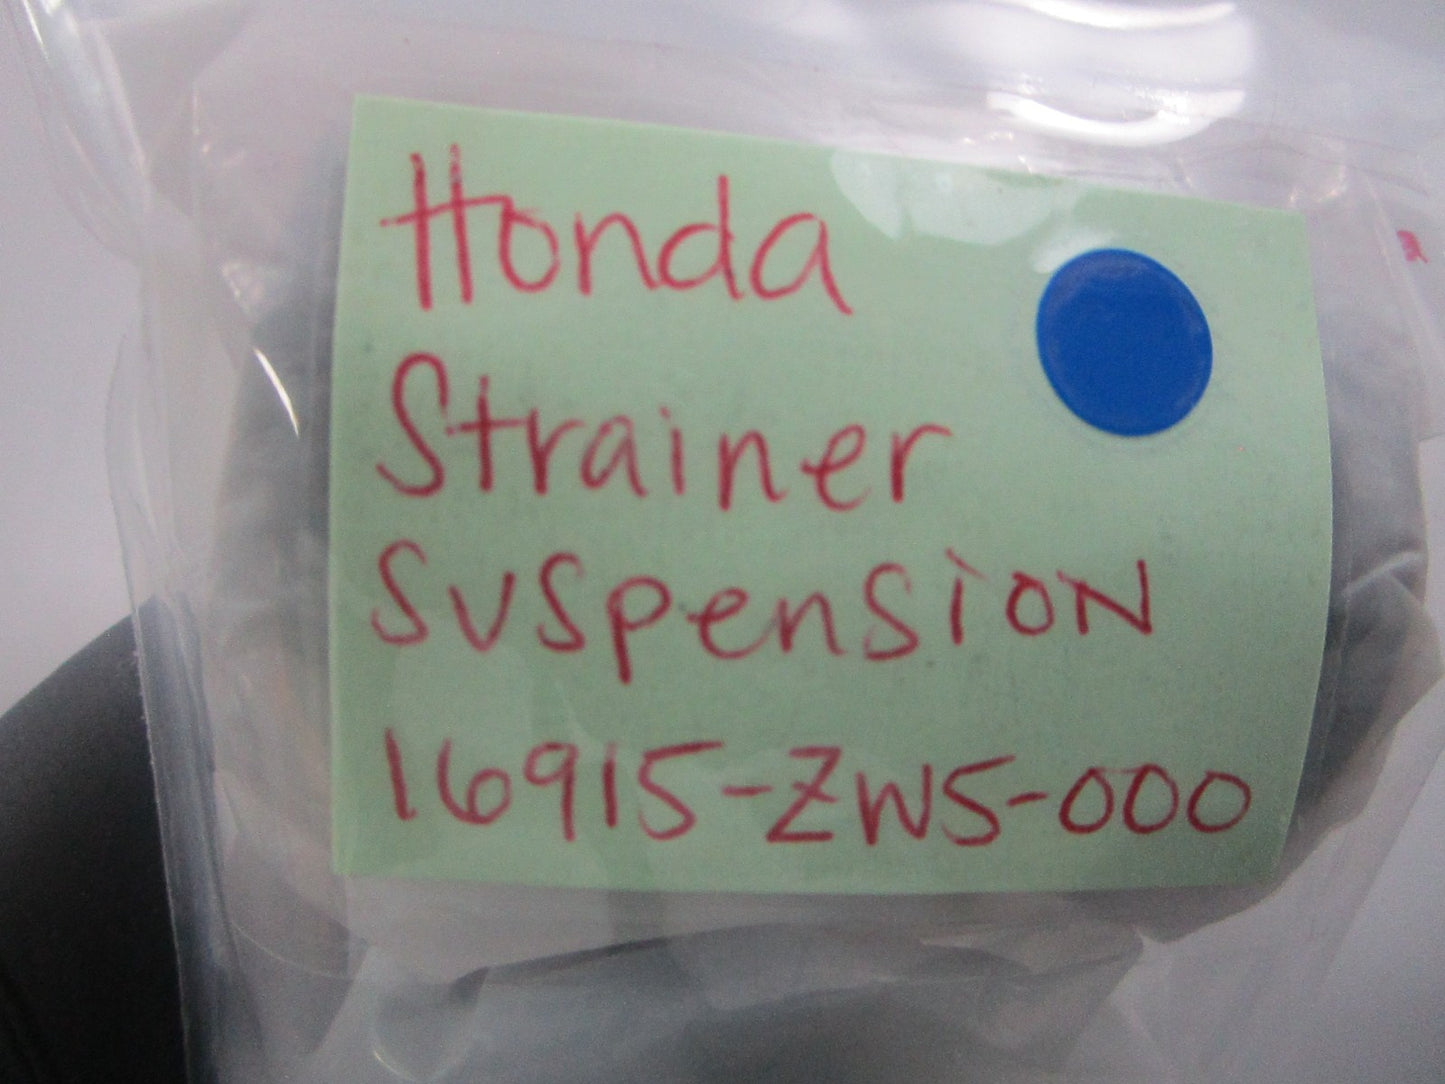 Honda
Strainer
Suspension
16915-ZW5-000